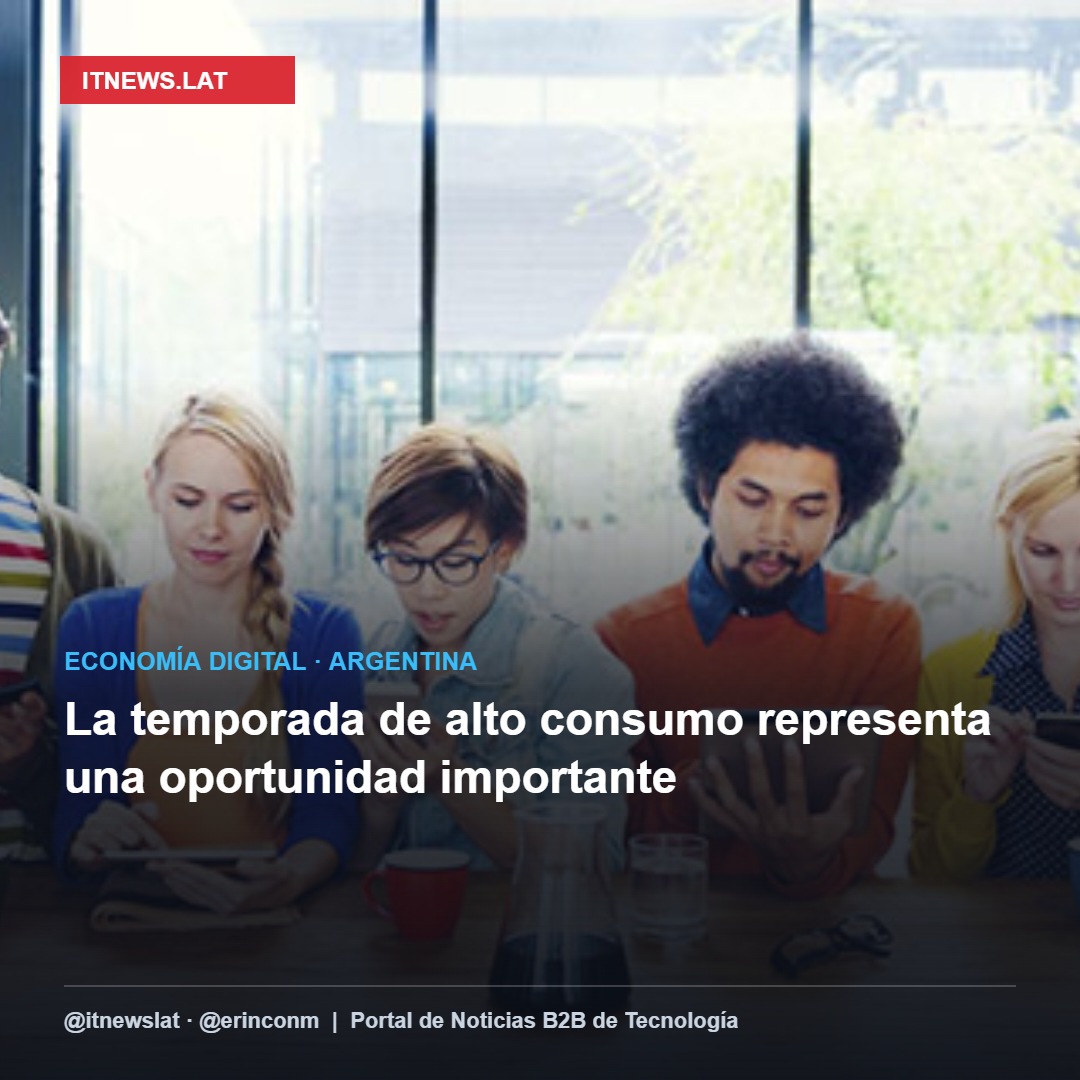 ITNEWS.LAT
ECONOMÍA DIGITAL · ARGENTINA
La temporada de alto consumo representa
una oportunidad importante
@itnewslat · @erinconm | Portal de Noticias B2B de Tecnología